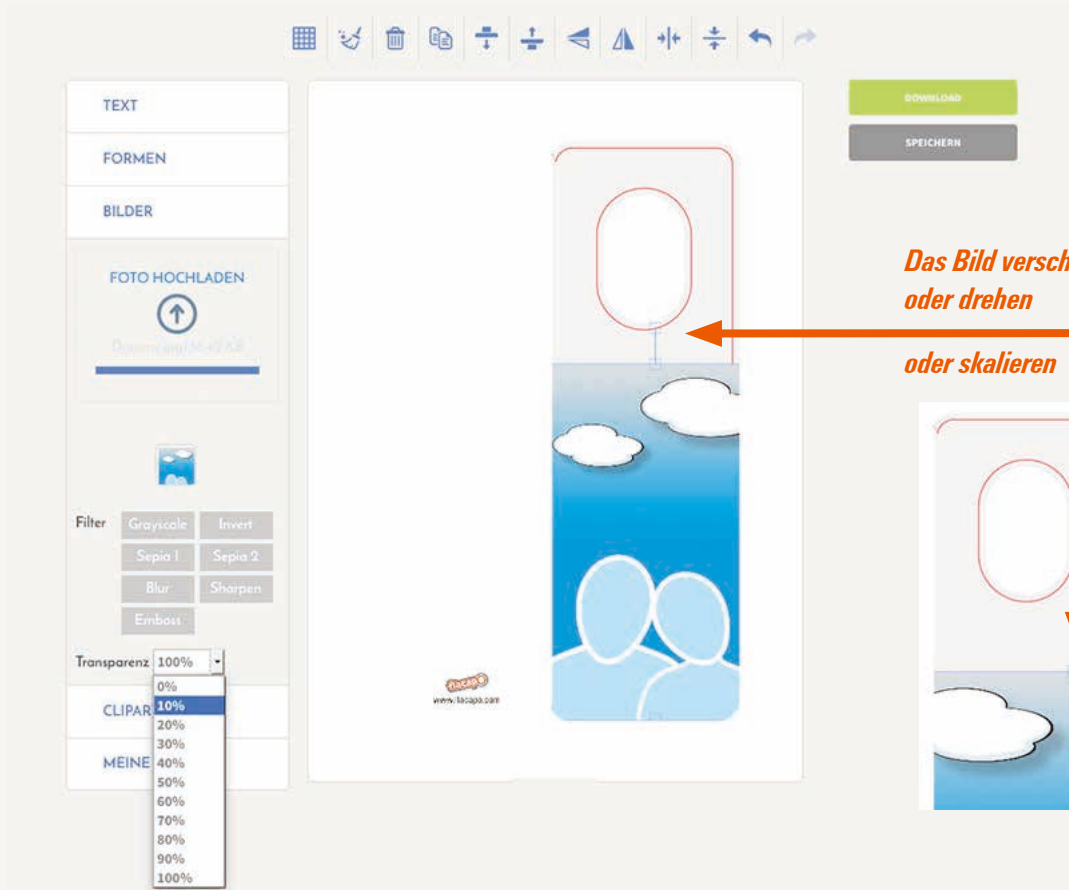 DOWNLOAD
SPEICHERN
TEXT
FORMEN
BILDER
FOTO HOCHLADEN
Filter
Grayscale
Invert
Sepia 1
Sepia 2
Blur
Sharpen
Emboss
Transparenz
100%
0%
10%
20%
30%
40%
50%
60%
70%
80%
90%
100%
CLIPAR
MEINE
flacapo
www.flacapo.com
Das Bild versch
oder drehen
oder skalieren